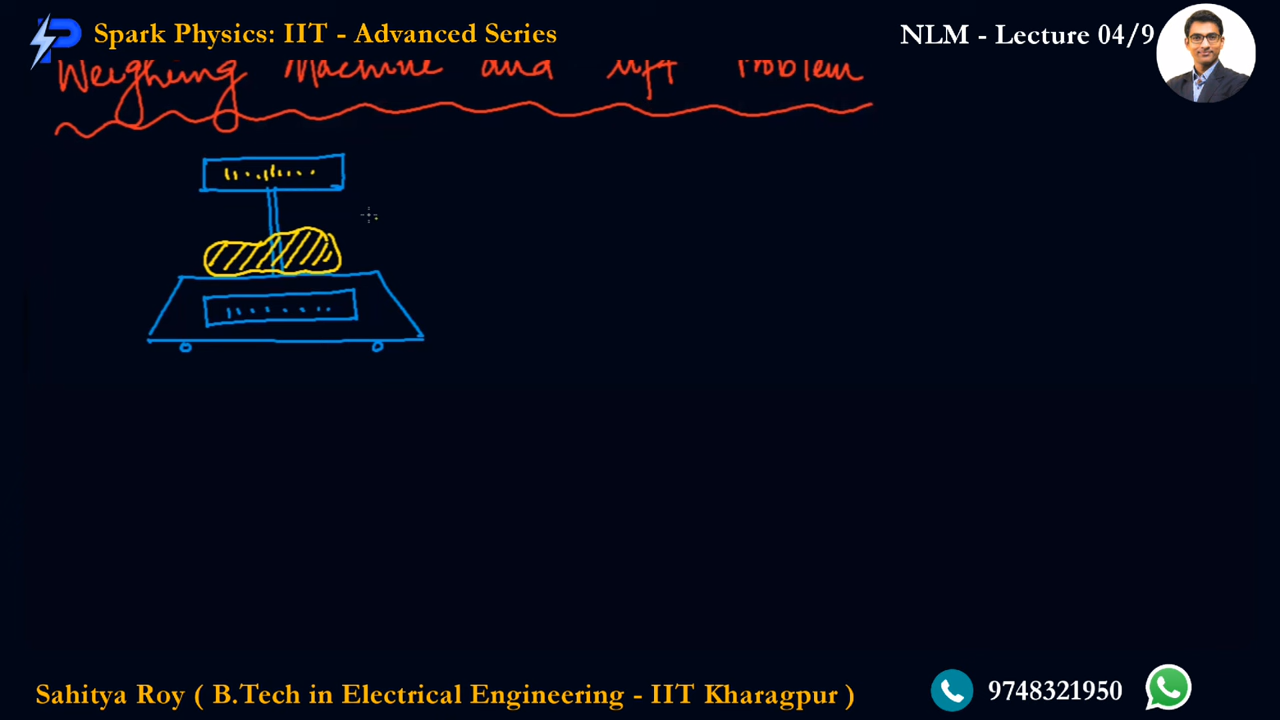 Spark Physics: IIT - Advanced Series
NLM - Lecture 04/9
Weighing Machine and Lift Problem
Sahitya Roy ( B.Tech in Electrical Engineering - IIT Kharagpur )
9748321950